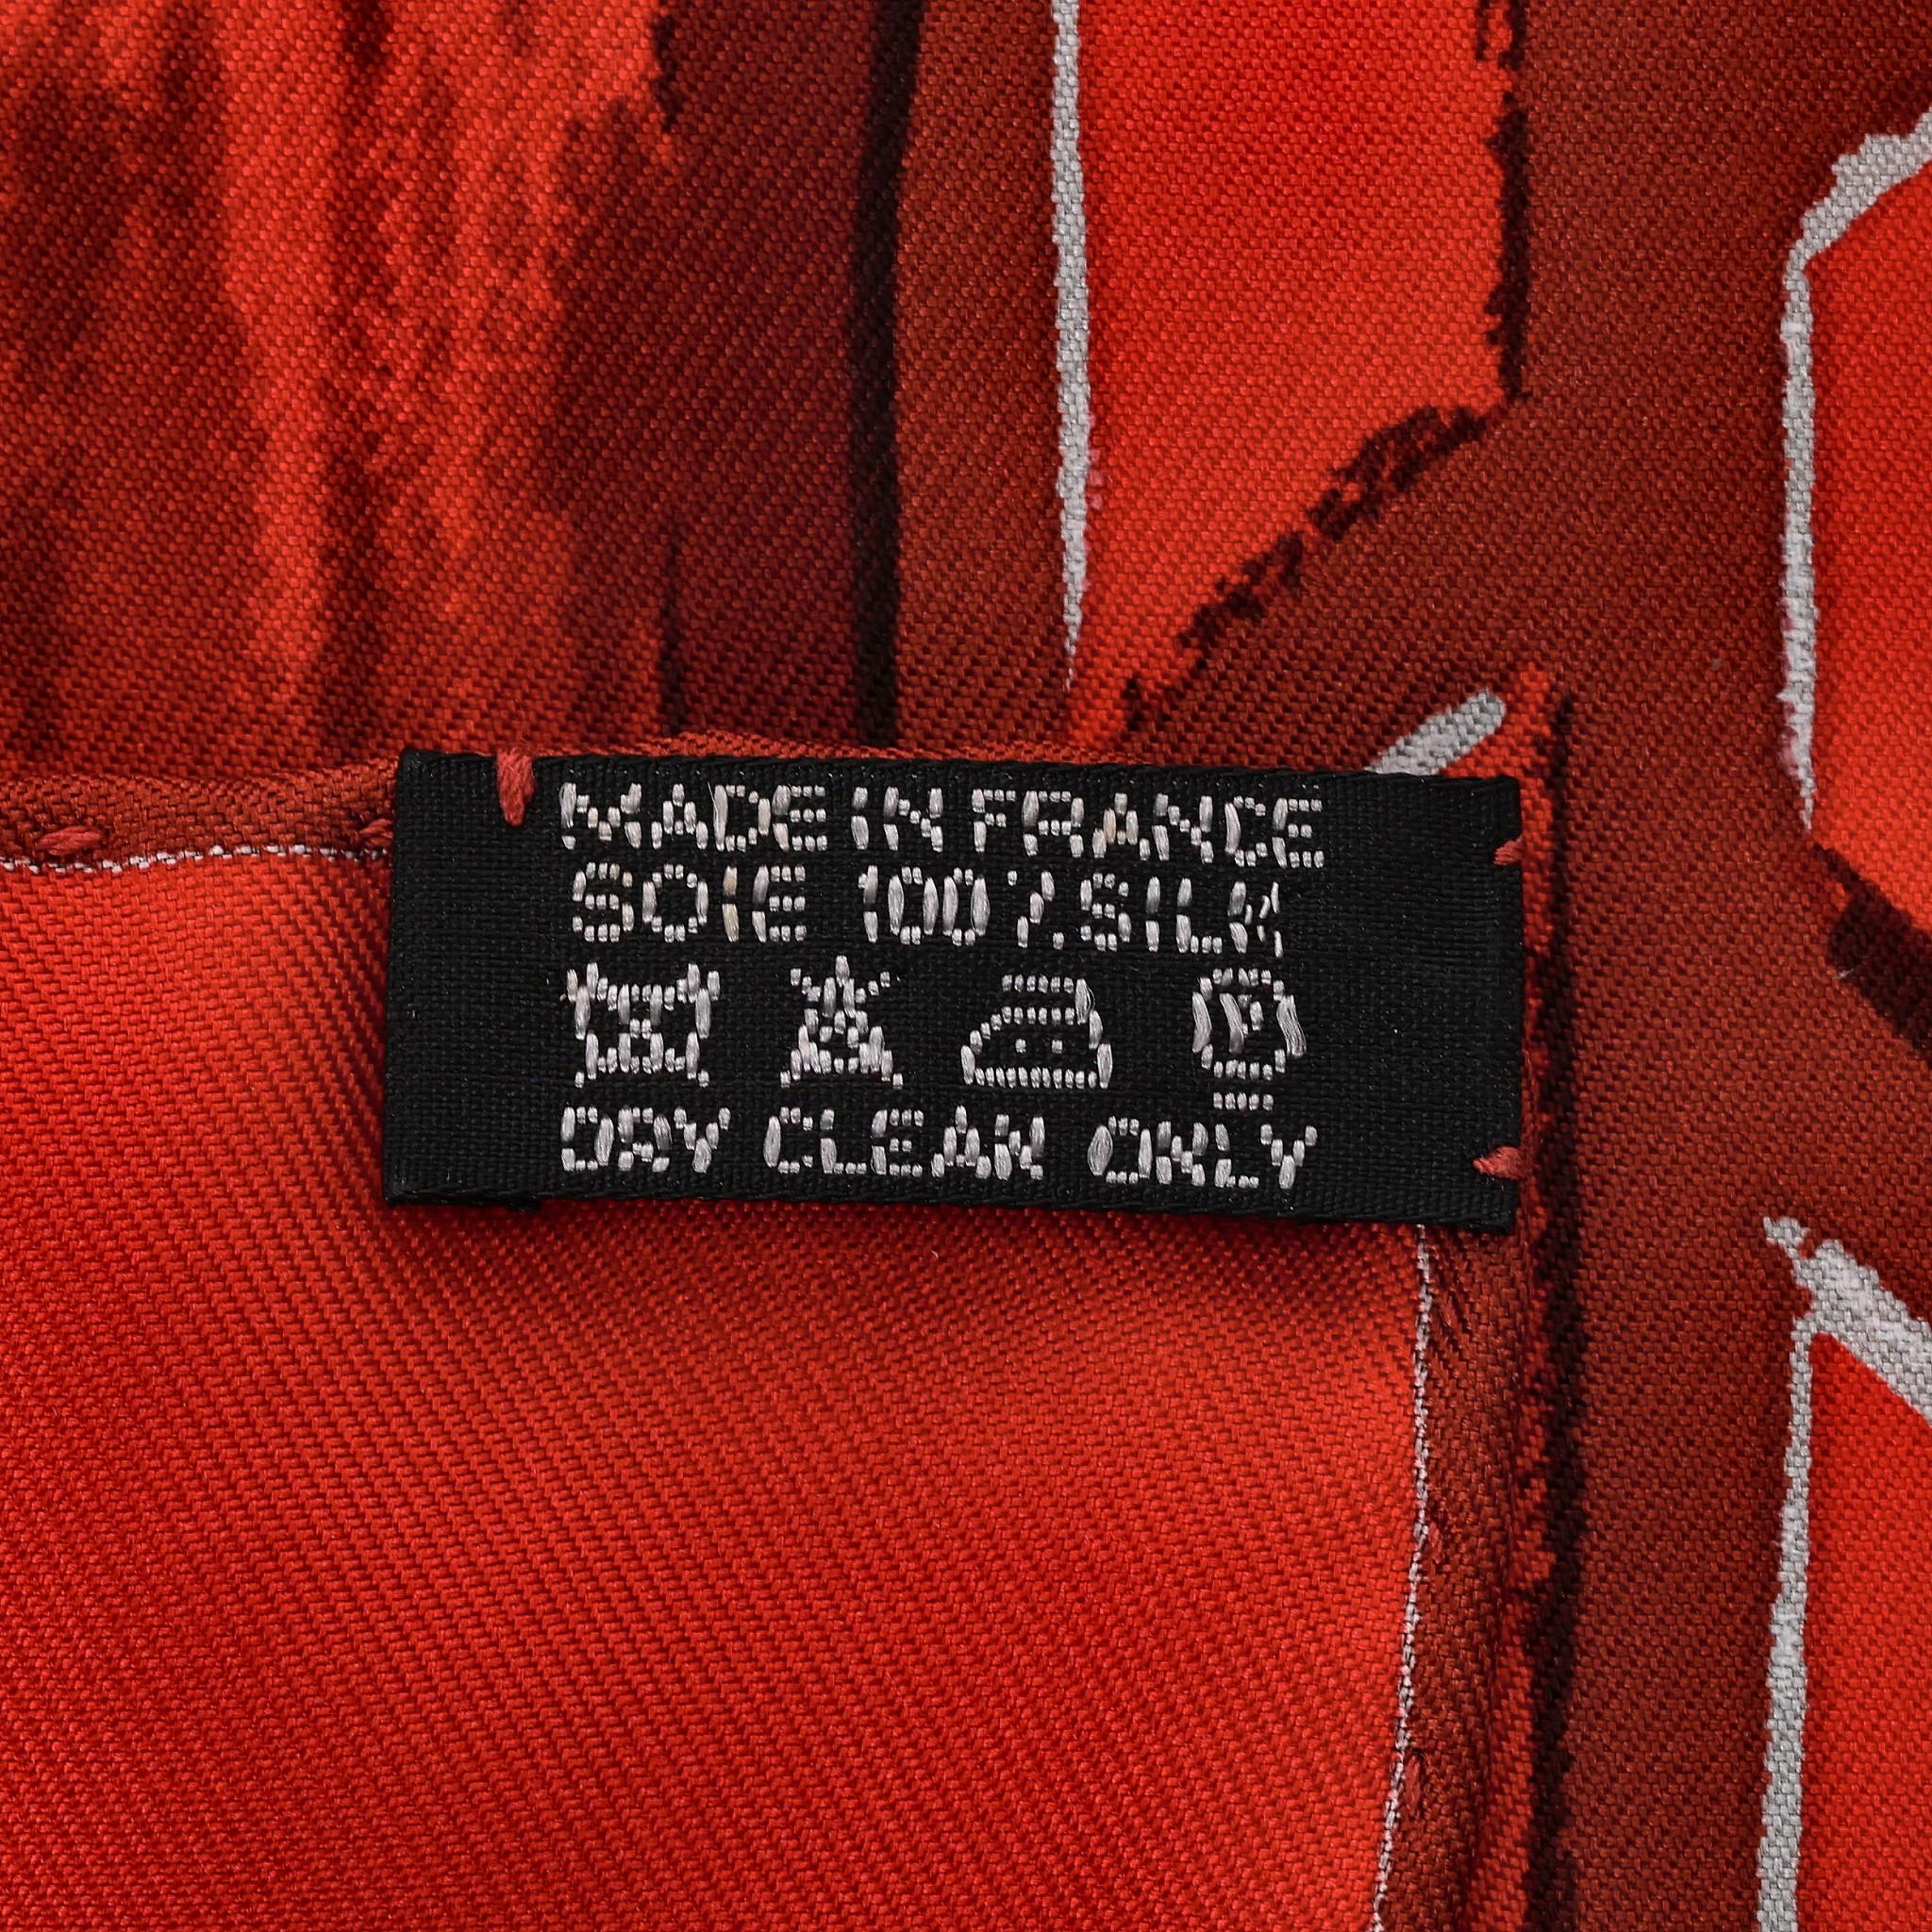 MADE IN FRANCE
SOIE 100% SILK
P
DRY CLEAN ONLY